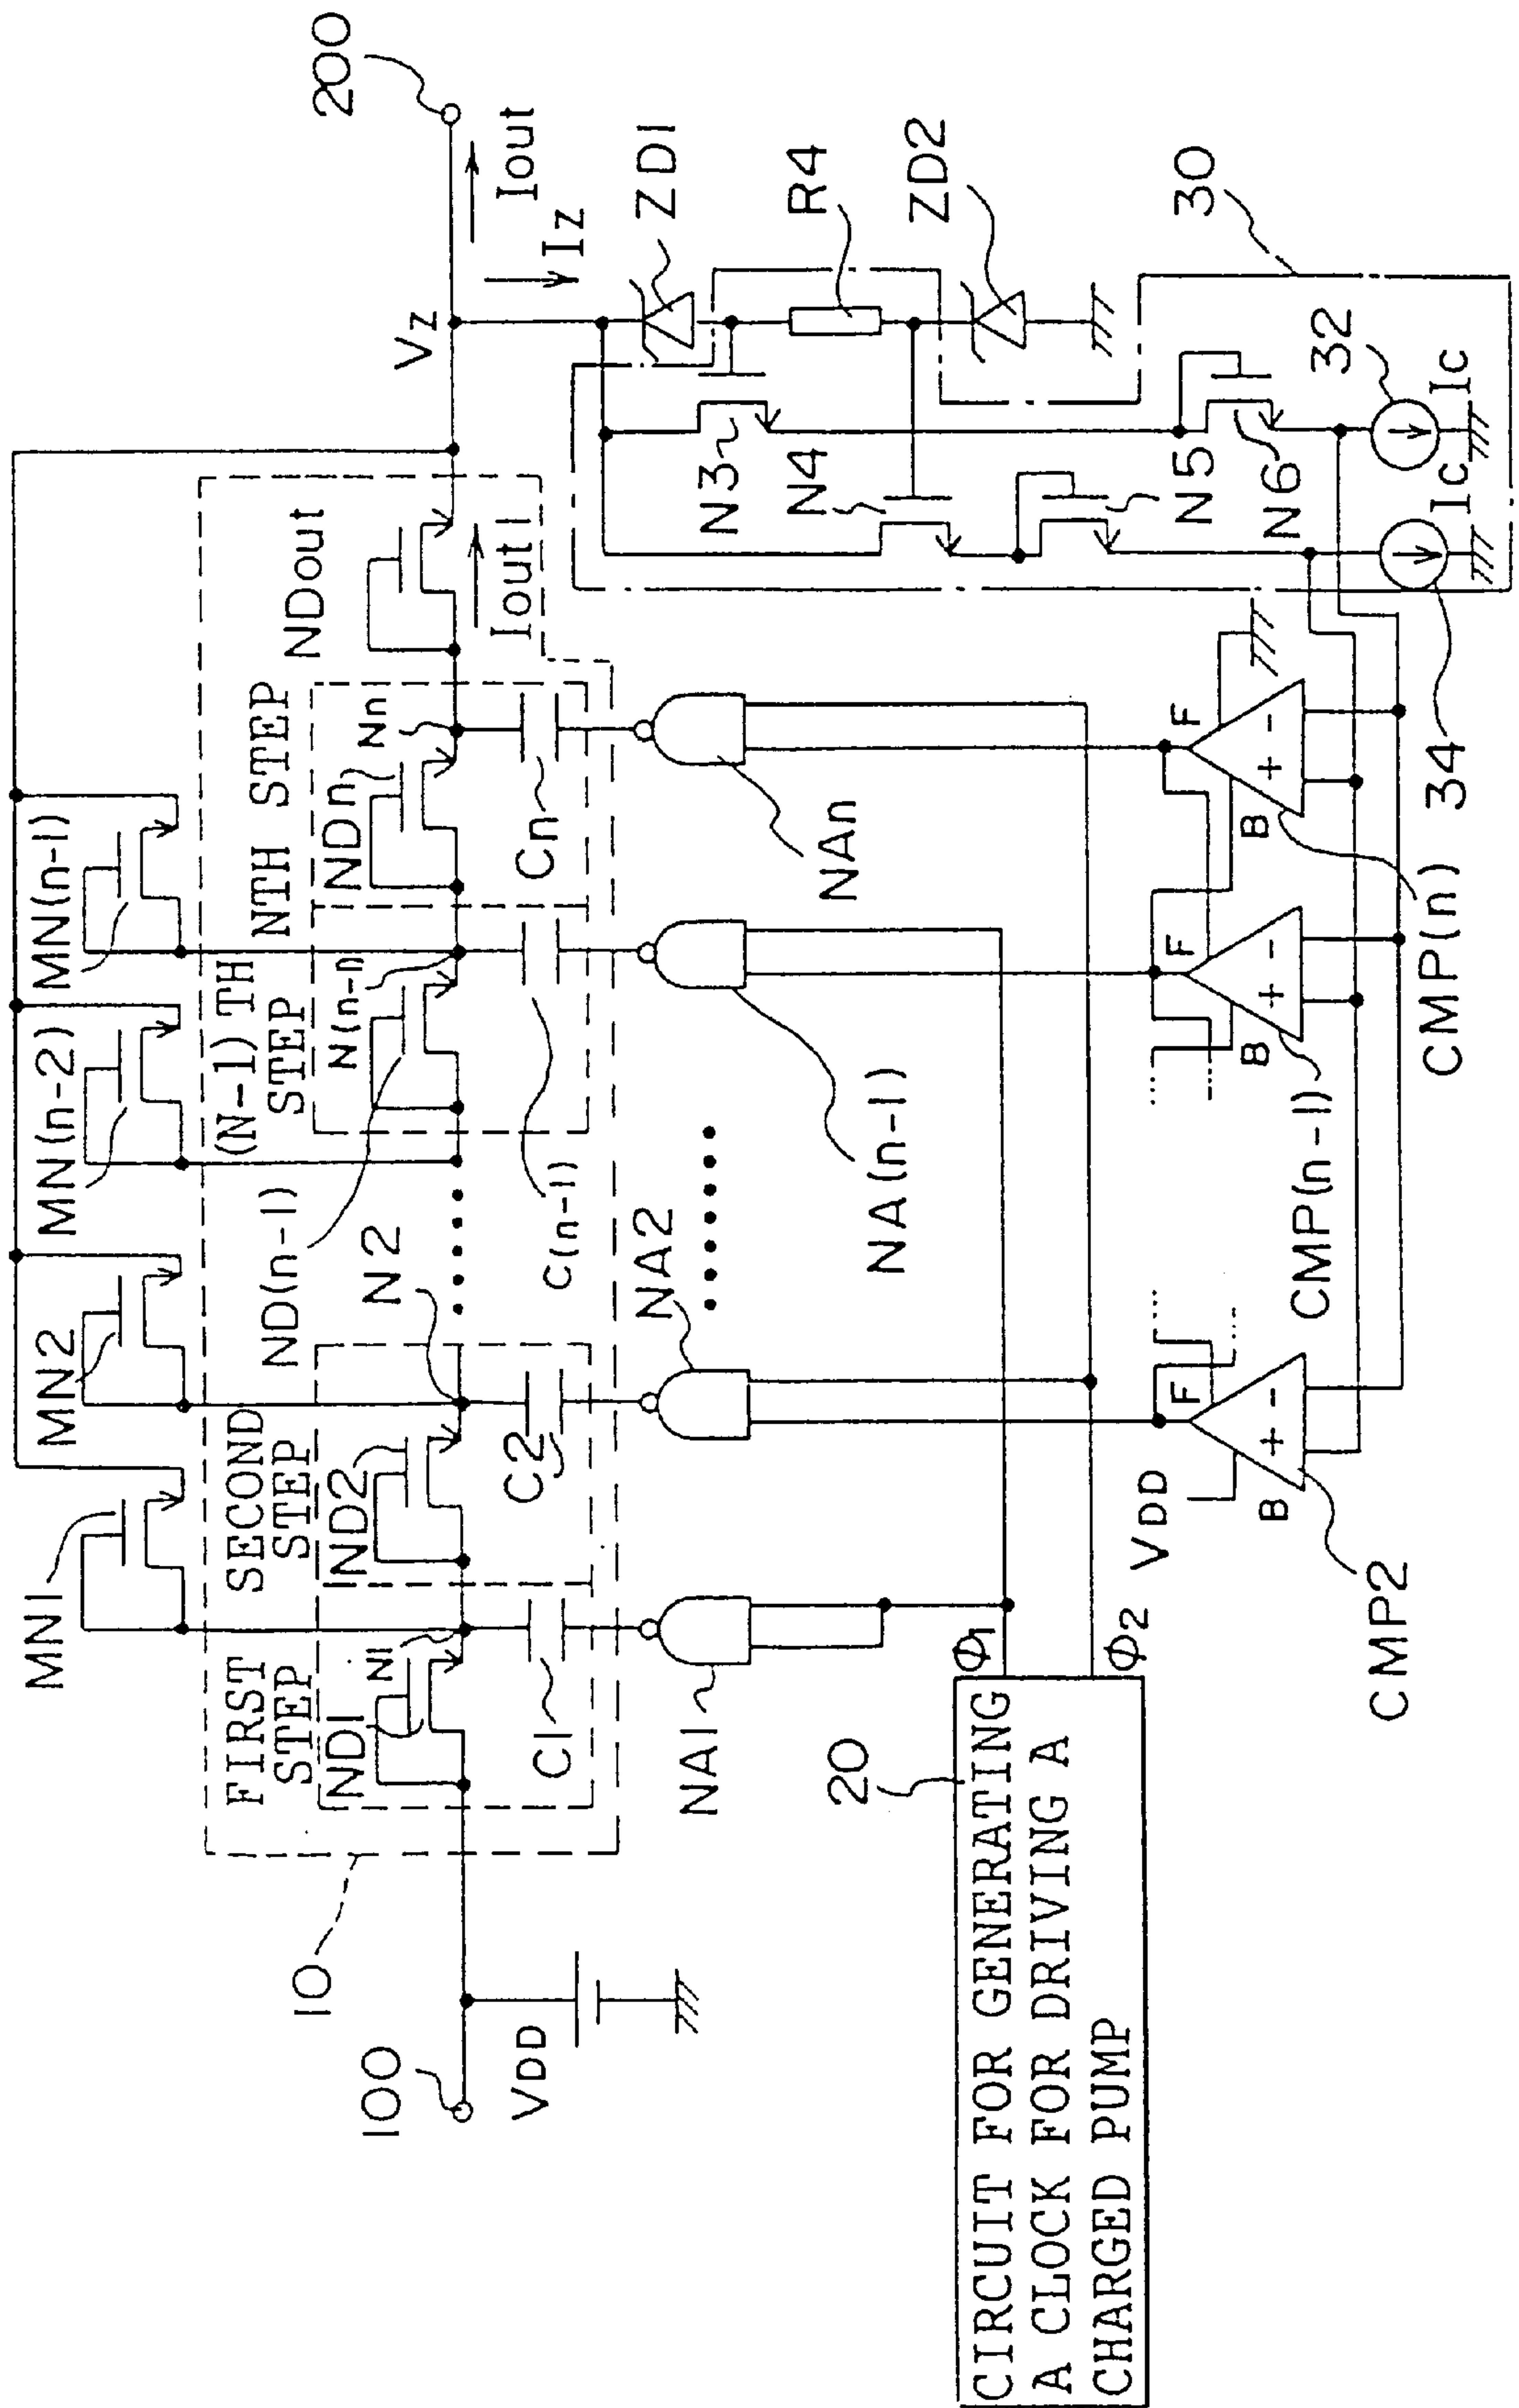 MN1
MN2
MN(n-2)
MN(n-1)
FIRST
STEP
SECOND
STEP
(N-1) TH
STEP
NTH STEP
NDout
ND1
N1
ND2
ND(n-1)
N2
N(n-1)
NDn
Nn
10
100
VDD
C1
C2
C(n-1)
Cn
Iout1
VZ
Iout
200
IZ
ZD1
R4
ZD2
30
NA1
NA2
NA(n-1)
NAn
N3
N4
N5
N6
32
Ic
Ic
34
20
CIRCUIT FOR GENERATING
A CLOCK FOR DRIVING A
CHARGED PUMP
Φ1
Φ2
VDD
B
F
+ -
CMP2
B
F
+ -
CMP(n-1)
B
F
+ -
CMP(n)